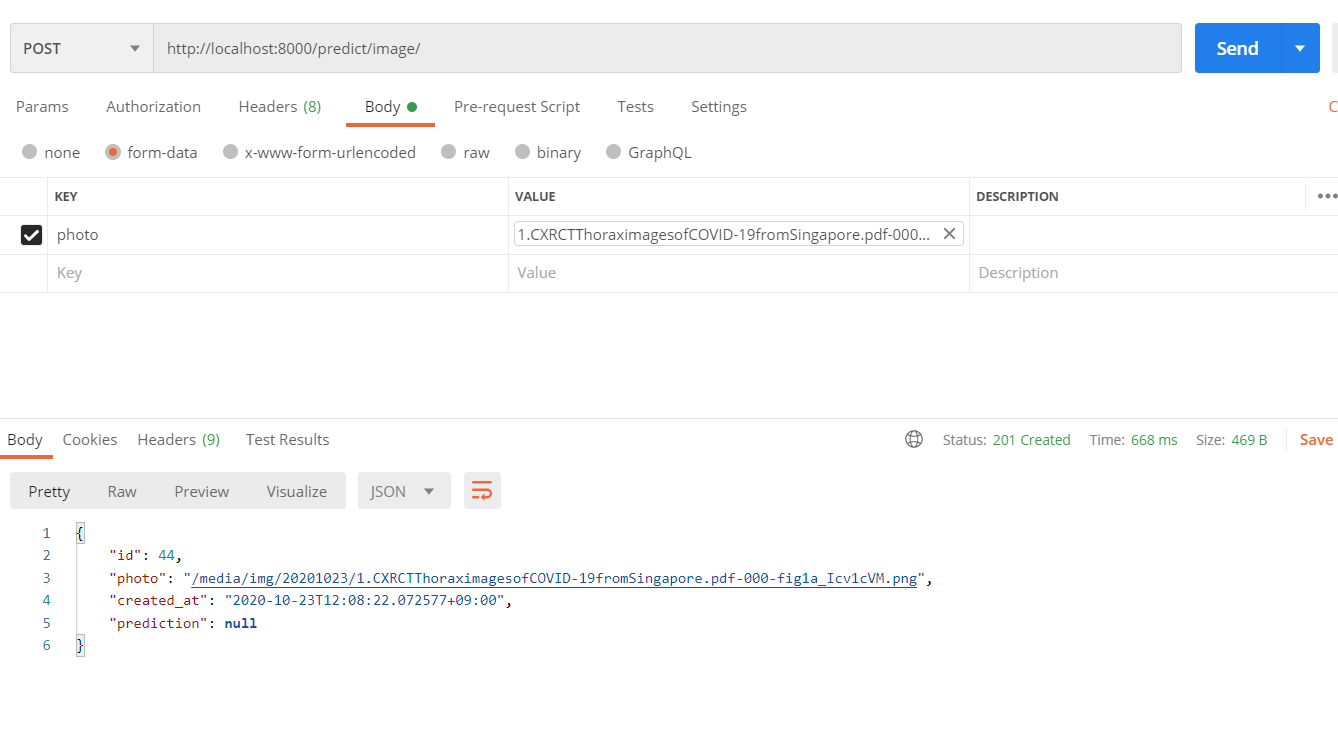 POST http://localhost:8000/predict/image/ Send
Params Authorization Headers (8) Body Pre-request Script Tests Settings C
none form-data x-www-form-urlencoded raw binary GraphQL
KEY VALUE DESCRIPTION
photo 1.CXRCTThoraximagesofCOVID-19fromSingapore.pdf-000...
Key Value Description
Body Cookies Headers (9) Test Results Status: 201 Created Time: 668 ms Size: 469 B Save
Pretty Raw Preview Visualize JSON
1 {
2 "id": 44,
3 "photo": "/media/img/20201023/1.CXRCTThoraximagesofCOVID-19fromSingapore.pdf-000-fig1a_Icv1cVM.png",
4 "created_at": "2020-10-23T12:08:22.072577+09:00",
5 "prediction": null
6 }